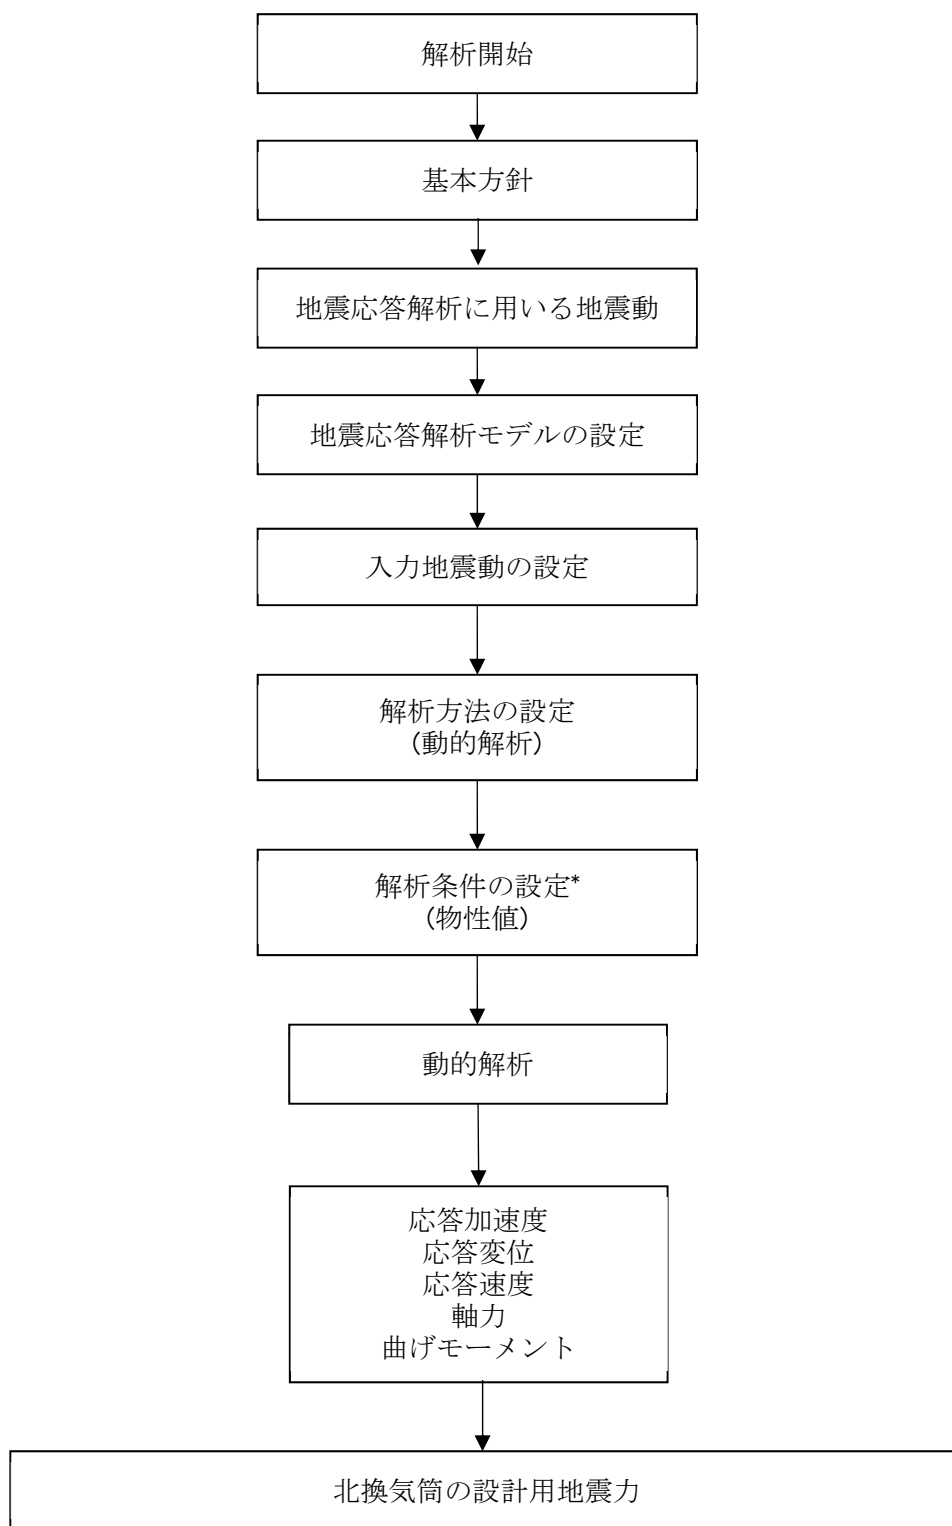 解析開始
基本方針
地震応答解析に用いる地震動
地震応答解析モデルの設定
入力地震動の設定
解析方法の設定
(動的解析)
解析条件の設定*
(物性値)
動的解析
応答加速度
応答変位
応答速度
軸力
曲げモーメント
北換気筒の設計用地震力